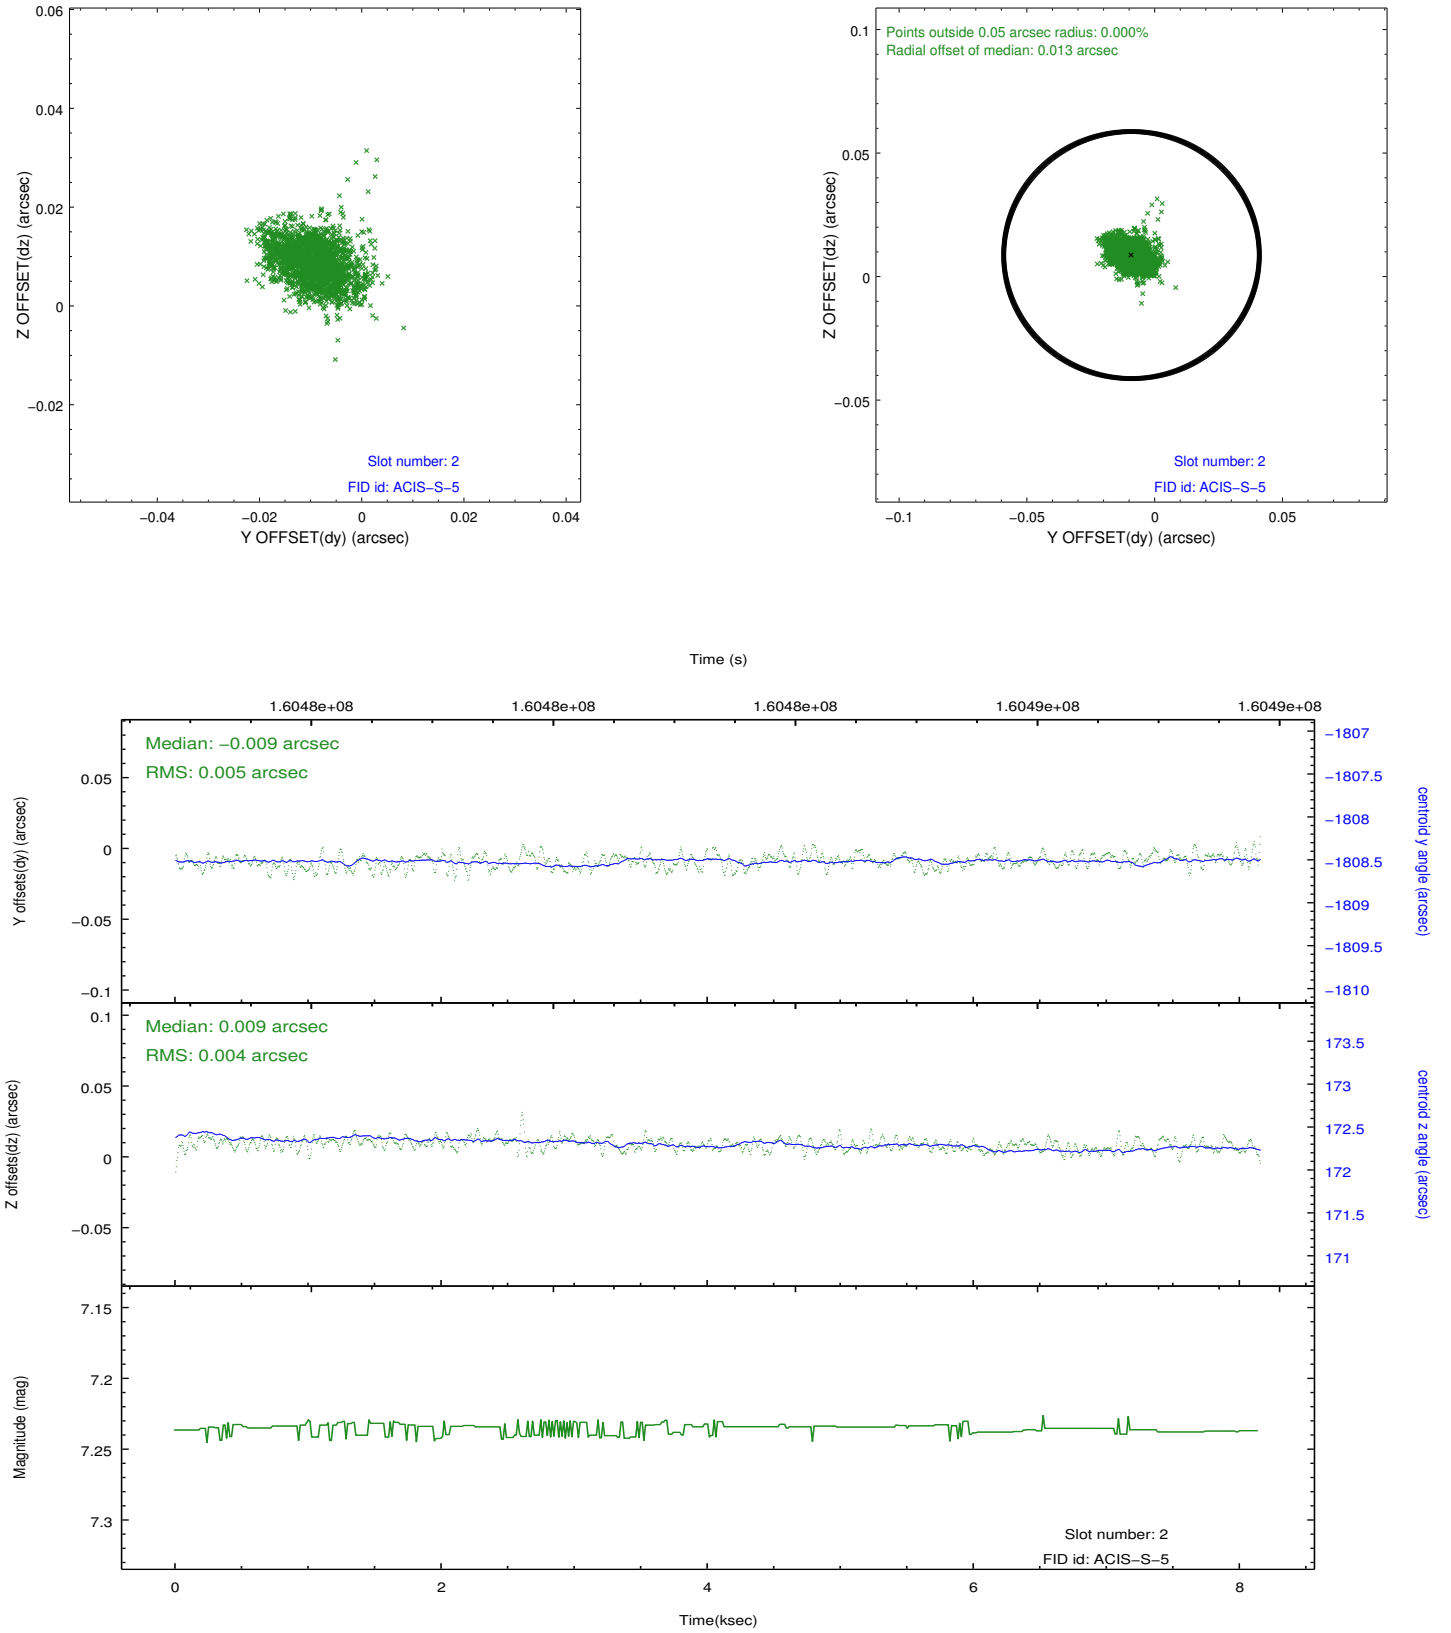 0.06
0.04
0.02
0
−0.02
Z OFFSET(dz) (arcsec)
Slot number: 2
FID id: ACIS−S−5
−0.04
−0.02
0
0.02
0.04
Y OFFSET(dy) (arcsec)
Points outside 0.05 arcsec radius: 0.000%
Radial offset of median: 0.013 arcsec
0.1
0.05
0
−0.05
Z OFFSET(dz) (arcsec)
Slot number: 2
FID id: ACIS−S−5
−0.1
−0.05
0
0.05
Y OFFSET(dy) (arcsec)
Time (s)
1.6048e+08
1.6048e+08
1.6048e+08
1.6049e+08
1.6049e+08
Median: −0.009 arcsec
RMS: 0.005 arcsec
0.05
0
−0.05
−0.1
Y offsets(dy) (arcsec)
−1807
−1807.5
−1808
−1808.5
−1809
−1809.5
−1810
centroid y angle (arcsec)
Median: 0.009 arcsec
RMS: 0.004 arcsec
0.1
0.05
0
−0.05
Z offsets(dz) (arcsec)
173.5
173
172.5
172
171.5
171
centroid z angle (arcsec)
7.15
7.2
7.25
7.3
Magnitude (mag)
Slot number: 2
FID id: ACIS−S−5
0
2
4
6
8
Time(ksec)